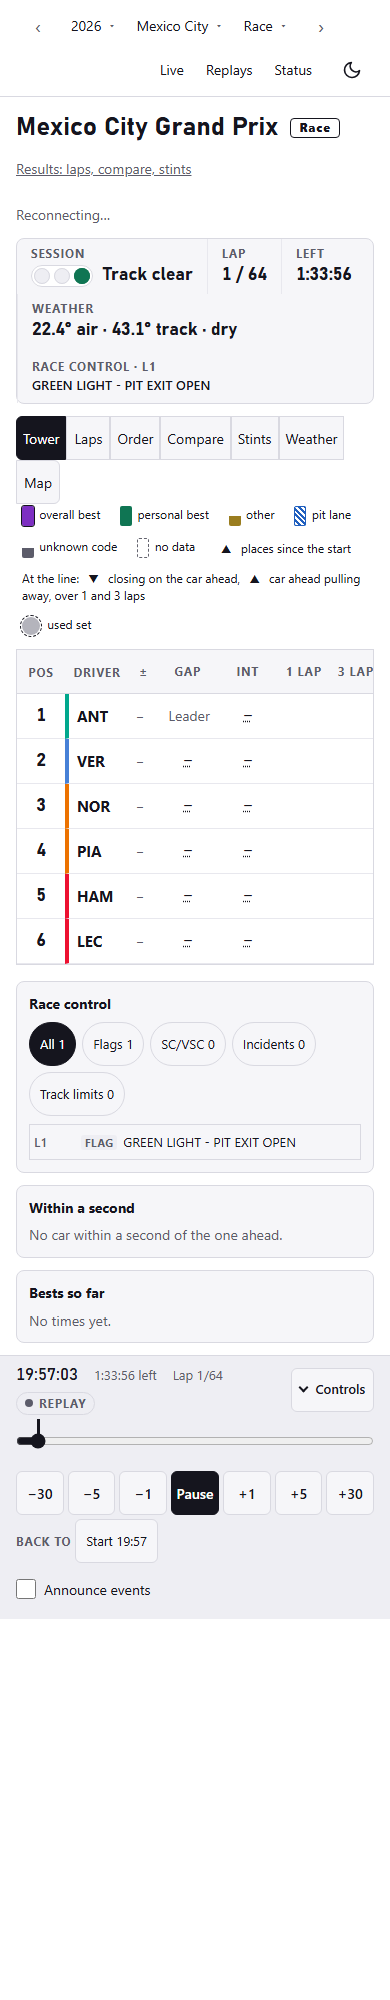 ‹ 2026 Mexico City Race ›
Live Replays Status
Mexico City Grand Prix Race
Results: laps, compare, stints
Reconnecting...
SESSION LAP LEFT
Track clear 1 / 64 1:33:56
WEATHER
22.4° air · 43.1° track · dry
RACE CONTROL · L1
GREEN LIGHT - PIT EXIT OPEN
Tower Laps Order Compare Stints Weather
Map
overall best personal best other pit lane
unknown code no data ▲ places since the start
At the line: ▼ closing on the car ahead, ▲ car ahead pulling
away, over 1 and 3 laps
used set
POS DRIVER ± GAP INT 1 LAP 3 LAP
1 ANT – Leader –
2 VER – – –
3 NOR – – –
4 PIA – – –
5 HAM – – –
6 LEC – – –
Race control
All 1 Flags 1 SC/VSC 0 Incidents 0
Track limits 0
L1 FLAG GREEN LIGHT - PIT EXIT OPEN
Within a second
No car within a second of the one ahead.
Bests so far
No times yet.
19:57:03 1:33:56 left Lap 1/64 Controls
REPLAY
−30 −5 −1 Pause +1 +5 +30
BACK TO Start 19:57
Announce events